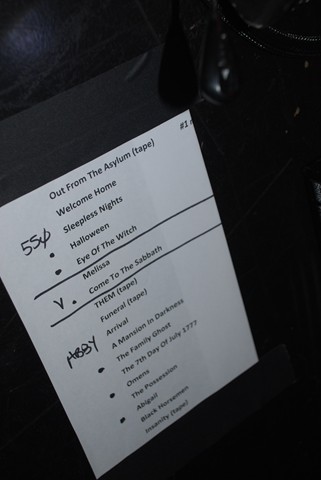 #1
Out From The Asylum (tape)
Welcome Home
Sleepless Nights
Halloween
Eye Of The Witch
Melissa
Come To The Sabbath
THEM (tape)
Funeral (tape)
Arrival
A Mansion In Darkness
The Family Ghost
The 7th Day Of July 1777
Omens
The Possession
Abigail
Black Horsemen
Insanity (tape)